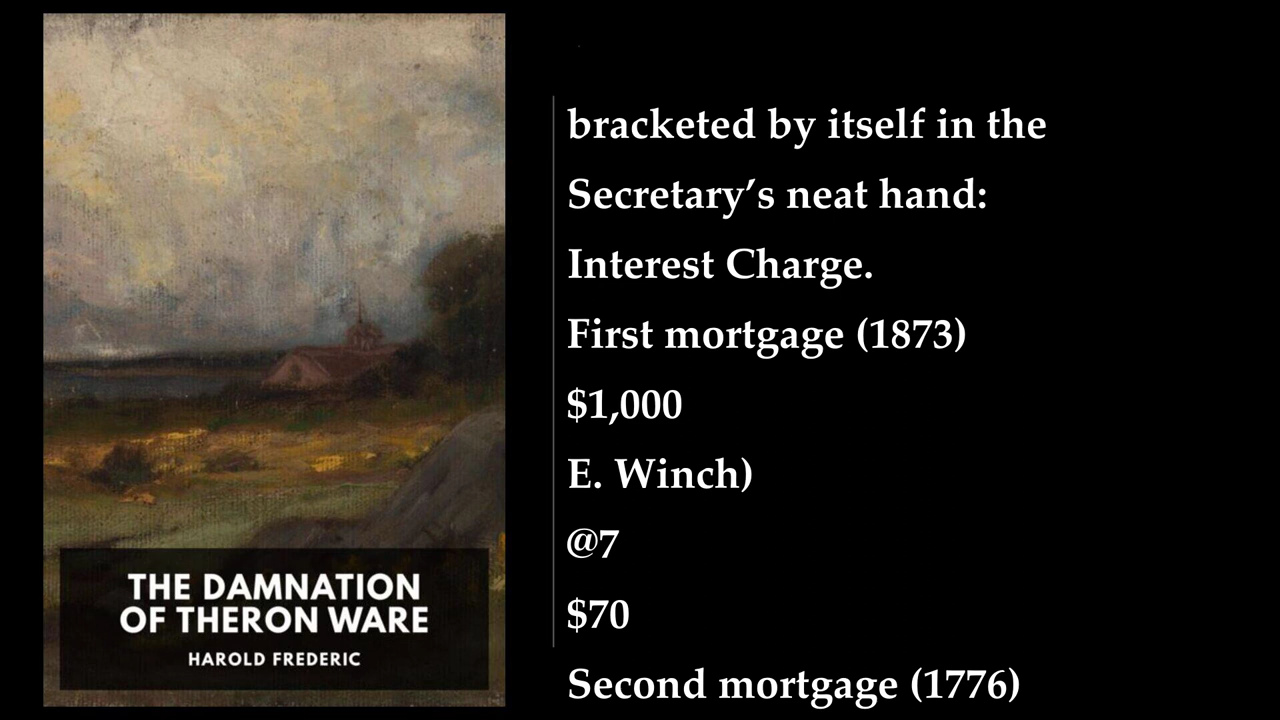 THE DAMNATION
OF THERON WARE
HAROLD FREDERIC
bracketed by itself in the
Secretary’s neat hand:
Interest Charge.
First mortgage (1873)
$1,000
E. Winch)
@7
$70
Second mortgage (1776)